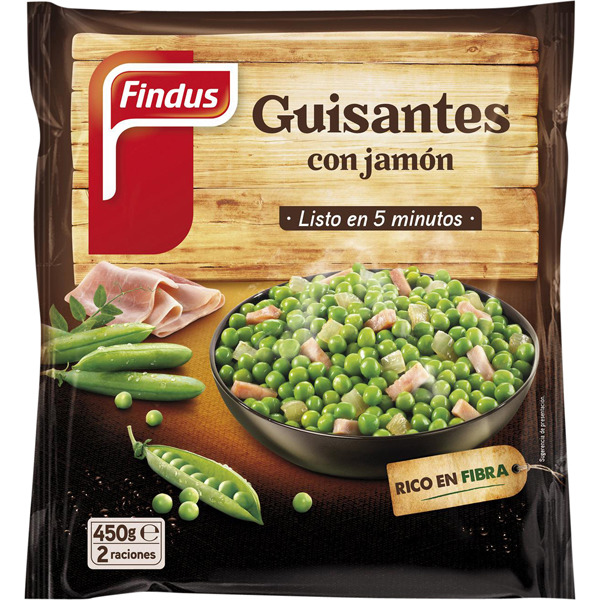 Findus
Guisantes
con jamón
· Listo en 5 minutos ·
Sugerencia de presentación.
RICO EN FIBRA
450g ℮
2 raciones